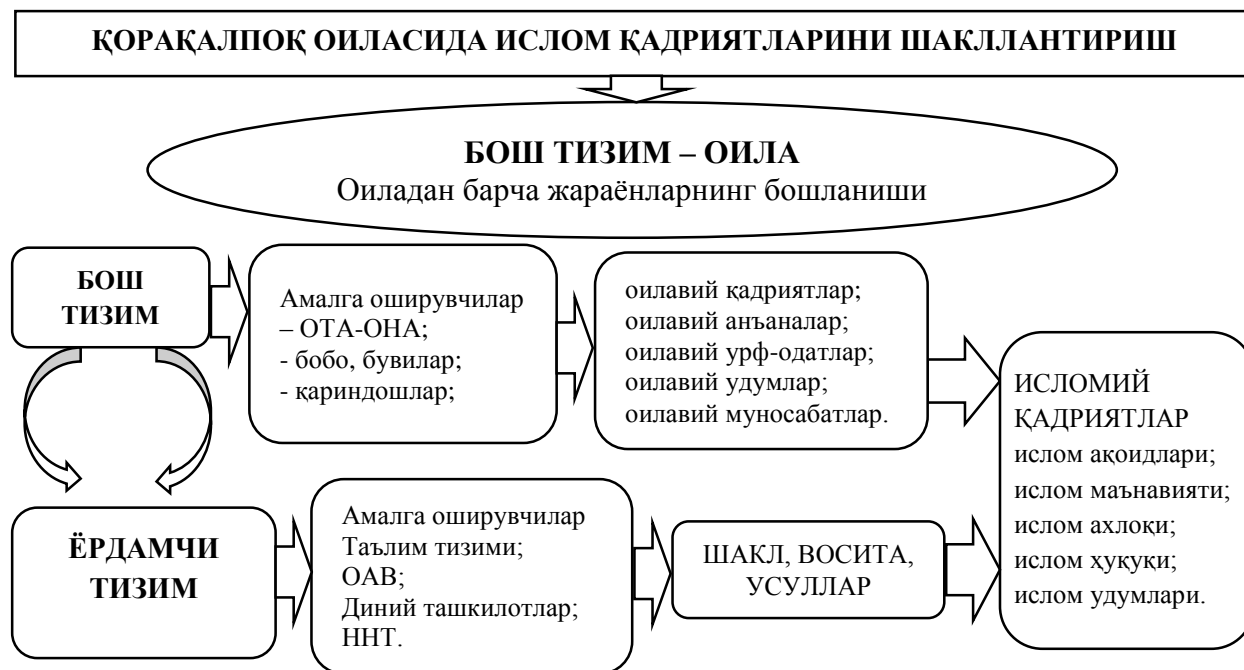 ҚОРАҚАЛПОҚ ОИЛАСИДА ИСЛОМ ҚАДРИЯТЛАРИНИ ШАКЛЛАНТИРИШ
БОШ ТИЗИМ – ОИЛА
Оиладан барча жараёнларнинг бошланиши
БОШ
ТИЗИМ
Амалга оширувчилар
– ОТА-ОНА;
- бобо, бувилар;
- қариндошлар;
оилавий қадриятлар;
оилавий анъаналар;
оилавий урф-одатлар;
оилавий удумлар;
оилавий муносабатлар.
ЁРДАМЧИ
ТИЗИМ
Амалга оширувчилар
Таълим тизими;
ОАВ;
Диний ташкилотлар;
ННТ.
ШАКЛ, ВОСИТА,
УСУЛЛАР
ИСЛОМИЙ
ҚАДРИЯТЛАР
ислом ақоидлари;
ислом маънавияти;
ислом ахлоқи;
ислом ҳуқуқи;
ислом удумлари.